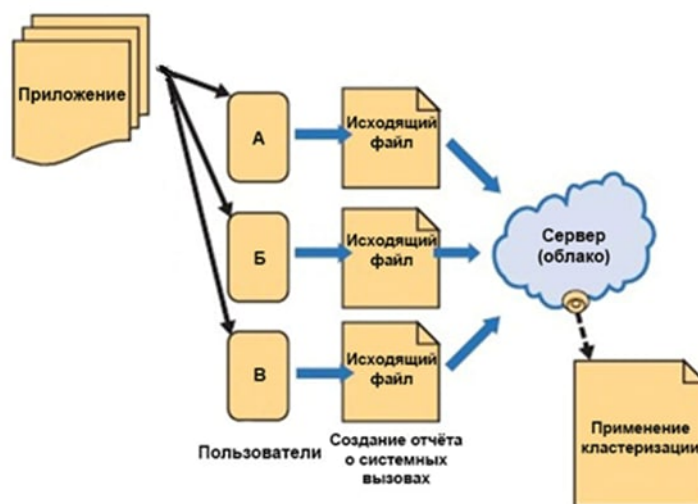 Приложение
А
Исходящий
файл
Б
Исходящий
файл
Сервер
(облако)
В
Исходящий
файл
Пользователи
Создание отчёта
о системных
вызовах
Применение
кластеризации